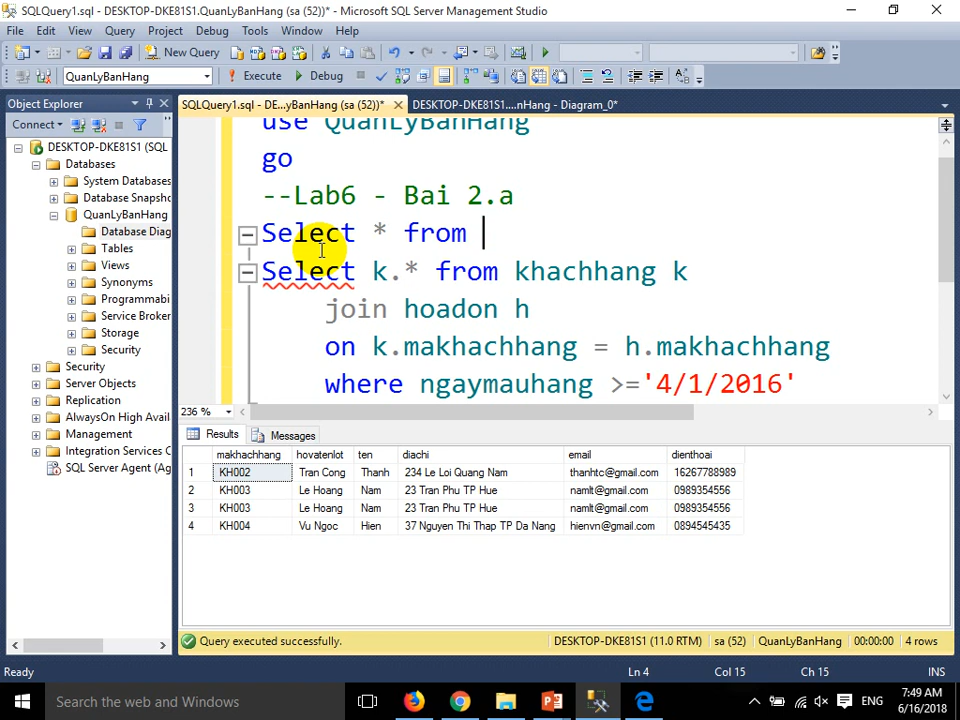 SQLQuery1.sql - DESKTOP-DKE81S1.QuanLyBanHang (sa (52))* - Microsoft SQL Server Management Studio
File Edit View Query Project Debug Tools Window Help
New Query
QuanLyBanHang Execute Debug
Object Explorer
SQLQuery1.sql - DE...yBanHang (sa (52))* DESKTOP-DKE81S1....nHang - Diagram_0*
Connect
DESKTOP-DKE81S1 (SQL
Databases
System Databases
Database Snapsho
QuanLyBanHang
Database Diag
Tables
Views
Synonyms
Programmabi
Service Broker
Storage
Security
Security
Server Objects
Replication
AlwaysOn High Avail
Management
Integration Services C
SQL Server Agent (Ag
use QuanLyBanHang
go
--Lab6 - Bai 2.a
Select * from
Select k.* from khachhang k
join hoadon h
on k.makhachhang = h.makhachhang
where ngaymauhang >='4/1/2016'
236 %
Results Messages
makhachhang hovatenlot ten diachi email dienthoai
1 KH002 Tran Cong Thanh 234 Le Loi Quang Nam thanhtc@gmail.com 16267788989
2 KH003 Le Hoang Nam 23 Tran Phu TP Hue namlt@gmail.com 0989354556
3 KH003 Le Hoang Nam 23 Tran Phu TP Hue namlt@gmail.com 0989354556
4 KH004 Vu Ngoc Hien 37 Nguyen Thi Thap TP Da Nang hienvn@gmail.com 0894545435
Query executed successfully. DESKTOP-DKE81S1 (11.0 RTM) sa (52) QuanLyBanHang 00:00:00 4 rows
Ready Ln 4 Col 15 Ch 15 INS
Search the web and Windows
ENG
7:49 AM
6/16/2018